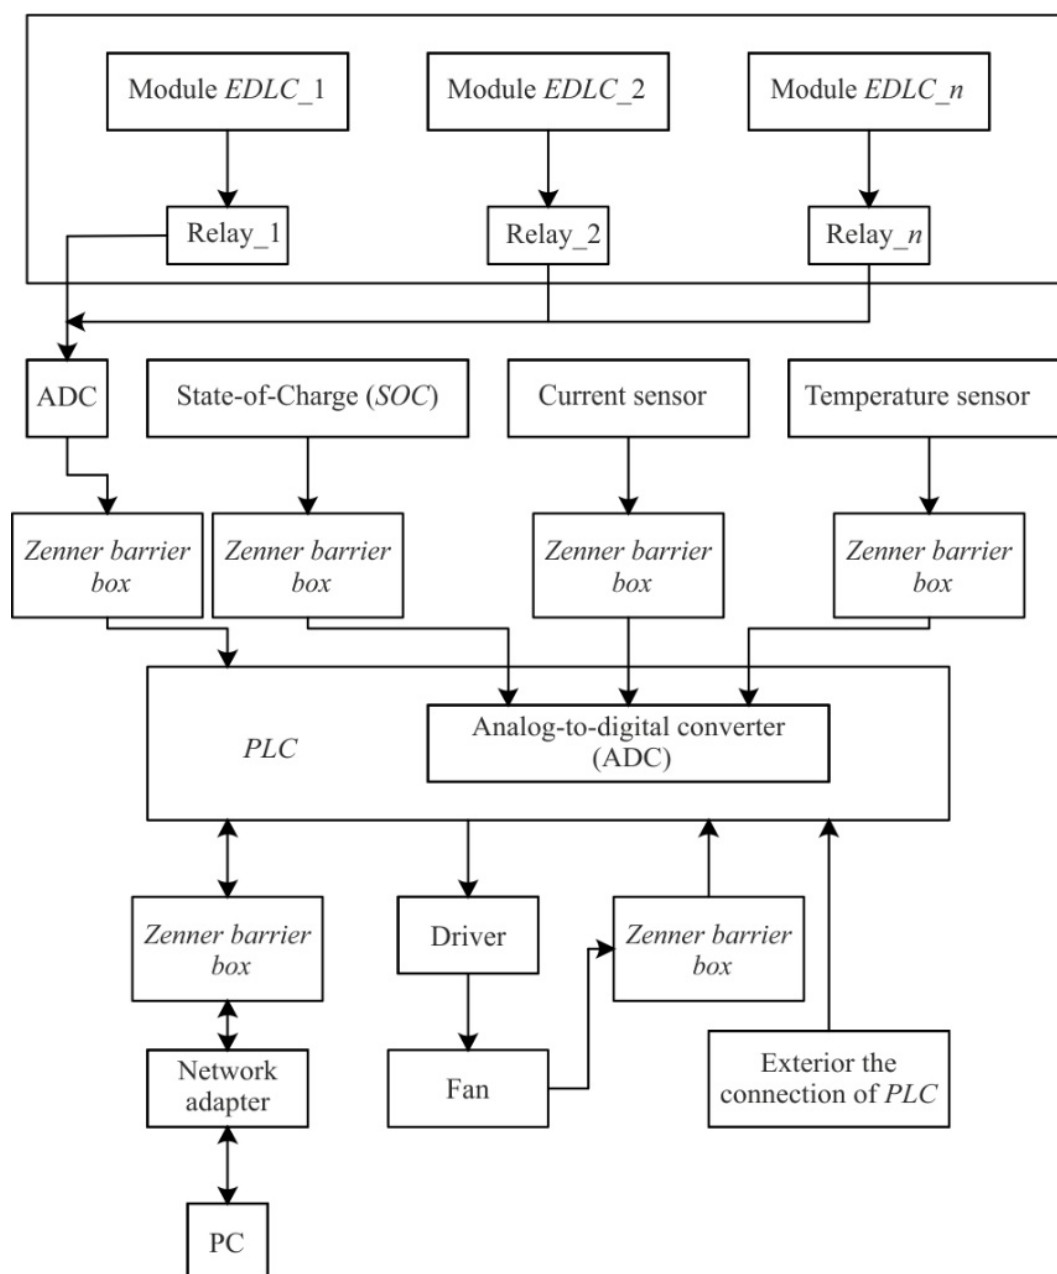 Module EDLC_1
Module EDLC_2
Module EDLC_n
Relay_1
Relay_2
Relay_n
ADC
State-of-Charge (SOC)
Current sensor
Temperature sensor
Zenner barrier
box
Zenner barrier
box
Zenner barrier
box
Zenner barrier
box
PLC
Analog-to-digital converter
(ADC)
Zenner barrier
box
Driver
Zenner barrier
box
Network
adapter
Fan
Exterior the
connection of PLC
PC